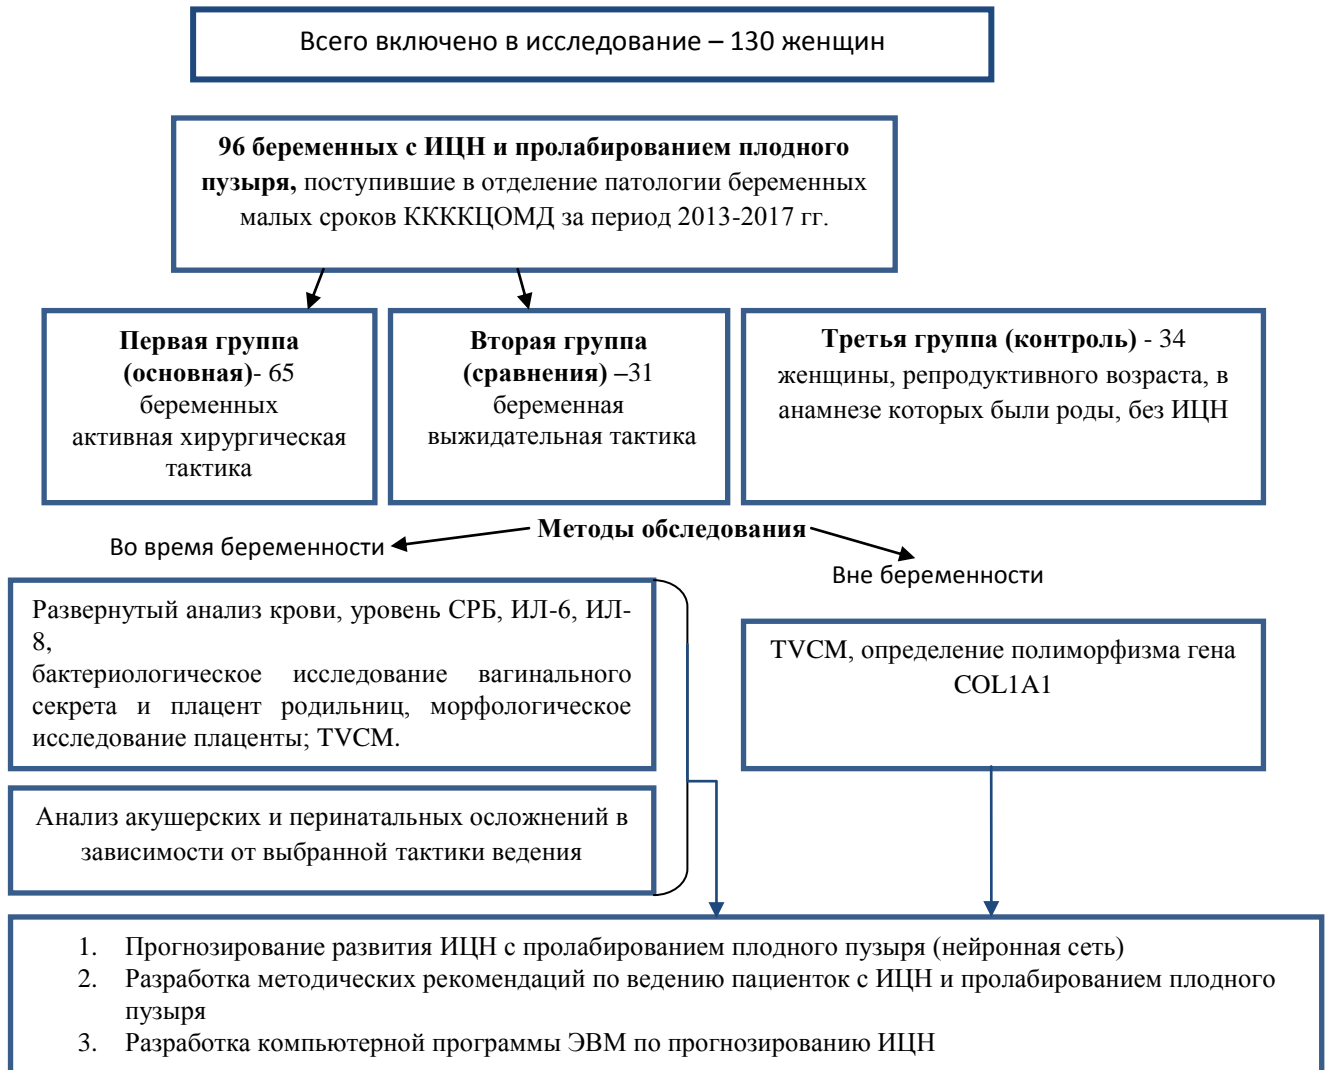 Всего включено в исследование – 130 женщин
96 беременных с ИЦН и пролабированием плодного
пузыря, поступившие в отделение патологии беременных
малых сроков ККККЦОМД за период 2013-2017 гг.
Первая группа
(основная)- 65
беременных
активная хирургическая
тактика
Вторая группа
(сравнения) –31
беременная
выжидательная тактика
Третья группа (контроль) - 34
женщины, репродуктивного возраста, в
анамнезе которых были роды, без ИЦН
Методы обследования
Во время беременности
Вне беременности
Развернутый анализ крови, уровень СРБ, ИЛ-6, ИЛ-
8,
бактериологическое исследование вагинального
секрета и плацент родильниц, морфологическое
исследование плаценты; TVCM.
TVCM, определение полиморфизма гена
COL1A1
Анализ акушерских и перинатальных осложнений в
зависимости от выбранной тактики ведения
1. Прогнозирование развития ИЦН с пролабированием плодного пузыря (нейронная сеть)
2. Разработка методических рекомендаций по ведению пациенток с ИЦН и пролабированием плодного
пузыря
3. Разработка компьютерной программы ЭВМ по прогнозированию ИЦН